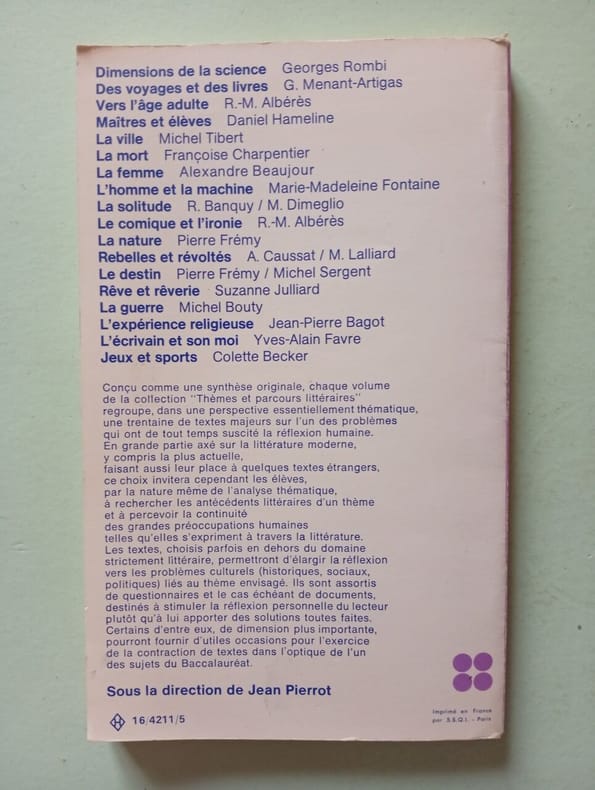 Dimensions de la science Georges Rombi
Des voyages et des livres G. Menant-Artigas
Vers l'âge adulte R.-M. Albérès
Maîtres et élèves Daniel Hameline
La ville Michel Tibert
La mort Françoise Charpentier
La femme Alexandre Beaujour
L'homme et la machine Marie-Madeleine Fontaine
La solitude R. Banquy / M. Dimeglio
Le comique et l'ironie R.-M. Albérès
La nature Pierre Frémy
Rebelles et révoltés A. Caussat / M. Lalliard
Le destin Pierre Frémy / Michel Sergent
Rêve et rêverie Suzanne Julliard
La guerre Michel Bouty
L'expérience religieuse Jean-Pierre Bagot
L'écrivain et son moi Yves-Alain Favre
Jeux et sports Colette Becker
Conçu comme une synthèse originale, chaque volume
de la collection "Thèmes et parcours littéraires"
regroupe, dans une perspective essentiellement thématique,
une trentaine de textes majeurs sur l'un des problèmes
qui ont de tout temps suscité la réflexion humaine.
En grande partie axé sur la littérature moderne,
y compris la plus actuelle,
faisant aussi leur place à quelques textes étrangers,
ce choix invitera cependant les élèves,
par la nature même de l'analyse thématique,
à rechercher les antécédents littéraires d'un thème
et à percevoir la continuité
des grandes préoccupations humaines
telles qu'elles s'expriment à travers la littérature.
Les textes, choisis parfois en dehors du domaine
strictement littéraire, permettront d'élargir la réflexion
vers les problèmes culturels (historiques, sociaux,
politiques) liés au thème envisagé. Ils sont assortis
de questionnaires et le cas échéant de documents,
destinés à stimuler la réflexion personnelle du lecteur
plutôt qu'à lui apporter des solutions toutes faites.
Certains d'entre eux, de dimension plus importante,
pourront fournir d'utiles occasions pour l'exercice
de la contraction de textes dans l'optique de l'un
des sujets du Baccalauréat.
Sous la direction de Jean Pierrot
H 16/4211/5
Imprimé en France
par S.S.Q.I. - Paris